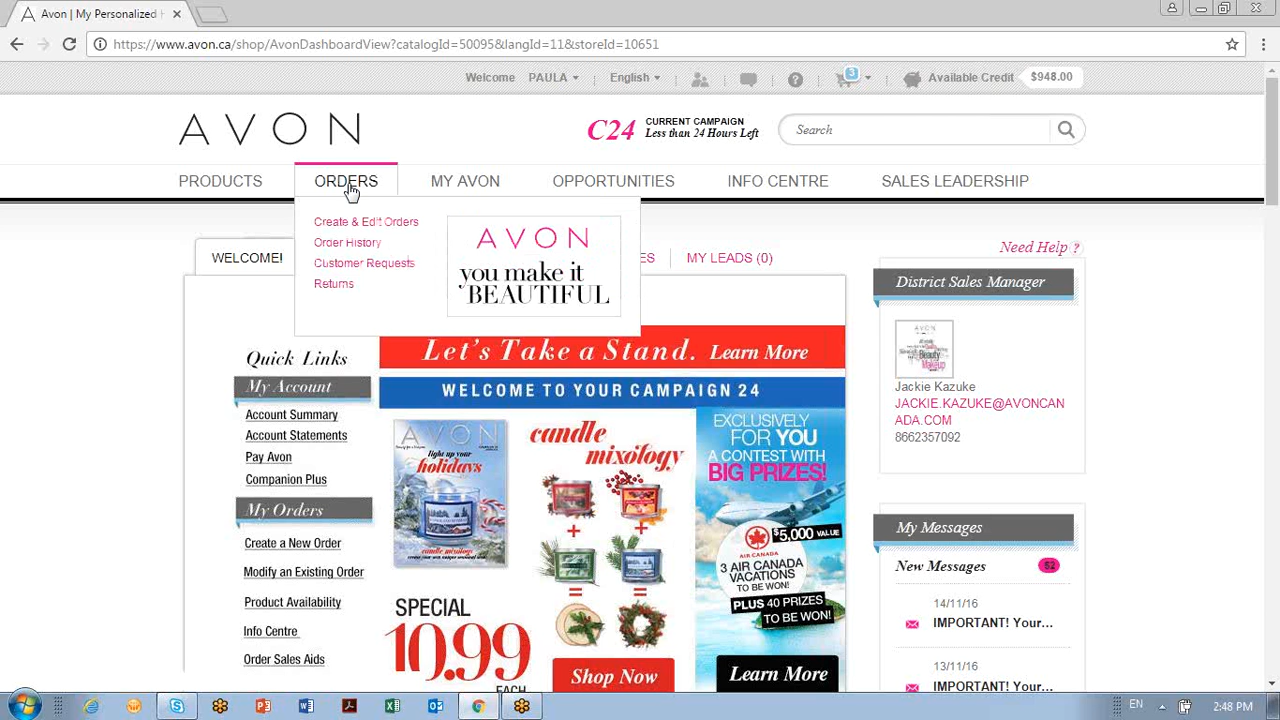 Avon | My Personalized H
https://www.avon.ca/shop/AvonDashboardView?catalogId=50095&langId=11&storeId=10651
Welcome PAULA English 3 Available Credit $948.00
AVON
C24 CURRENT CAMPAIGN
Less than 24 Hours Left
Search
PRODUCTS ORDERS MY AVON OPPORTUNITIES INFO CENTRE SALES LEADERSHIP
Create & Edit Orders
Order History
Customer Requests
Returns
AVON
you make it
BEAUTIFUL
Need Help ?
WELCOME! ES MY LEADS (0)
Let's Take a Stand. Learn More
WELCOME TO YOUR CAMPAIGN 24
Quick Links
My Account
Account Summary
Account Statements
Pay Avon
Companion Plus
My Orders
Create a New Order
Modify an Existing Order
Product Availability
Info Centre
Order Sales Aids
AVON
light up your
holidays
candle mixology
candle
mixology
+ +
= =
SPECIAL
10.99
EACH
Shop Now
EXCLUSIVELY
FOR YOU
A CONTEST WITH
BIG PRIZES!
$5,000 VALUE
AIR CANADA
3 AIR CANADA
VACATIONS
TO BE WON!
PLUS 40 PRIZES
TO BE WON!
Learn More
District Sales Manager
Jackie Kazuke
JACKIE.KAZUKE@AVONCAN
ADA.COM
8662357092
My Messages
New Messages 52
14/11/16
IMPORTANT! Your...
13/11/16
IMPORTANT! Your...
EN 2:48 PM